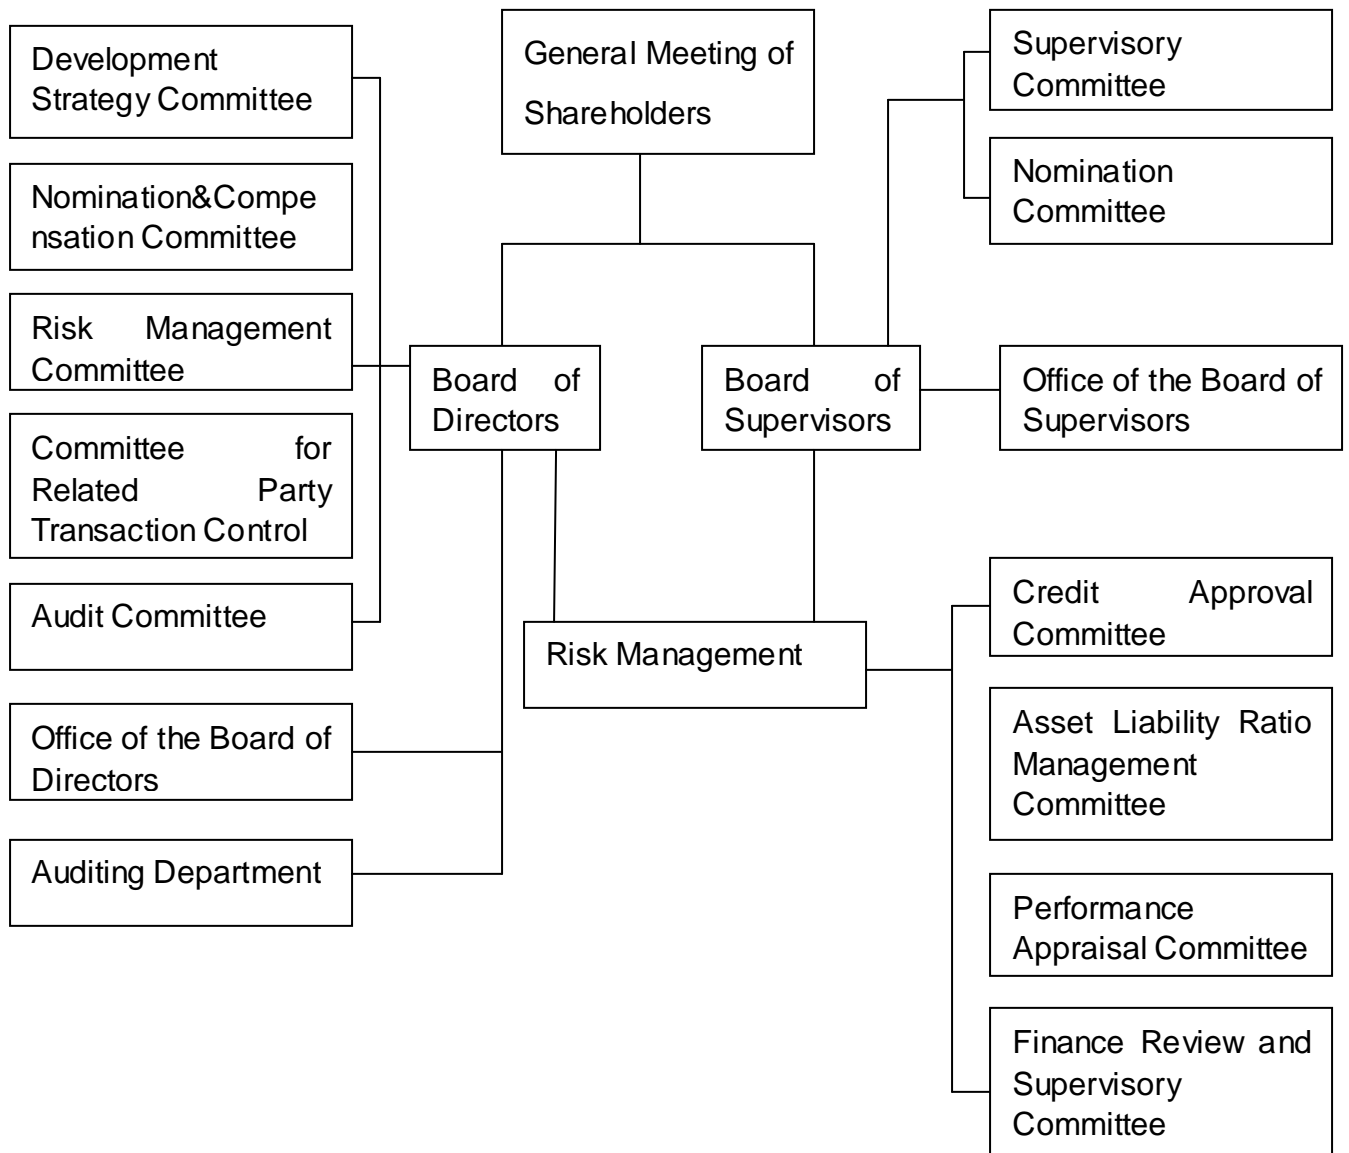 Development
Strategy Committee
General Meeting of
Shareholders
Supervisory
Committee
Nomination&Compe
nsation Committee
Nomination
Committee
Risk Management
Committee
Board of
Directors
Board of
Supervisors
Office of the Board of
Supervisors
Committee for
Related Party
Transaction Control
Audit Committee
Risk Management
Credit Approval
Committee
Office of the Board of
Directors
Asset Liability Ratio
Management
Committee
Auditing Department
Performance
Appraisal Committee
Finance Review and
Supervisory
Committee